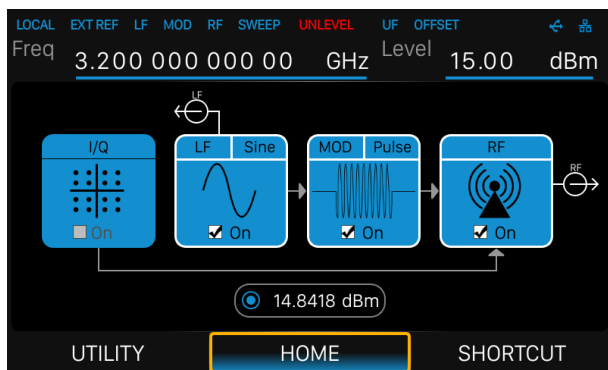 LOCAL EXT REF LF MOD RF SWEEP UNLEVEL UF OFFSET
Freq 3.200 000 000 00 GHz Level 15.00 dBm
LF
I/Q LF Sine MOD Pulse RF
RF
On On On On
14.8418 dBm
UTILITY HOME SHORTCUT